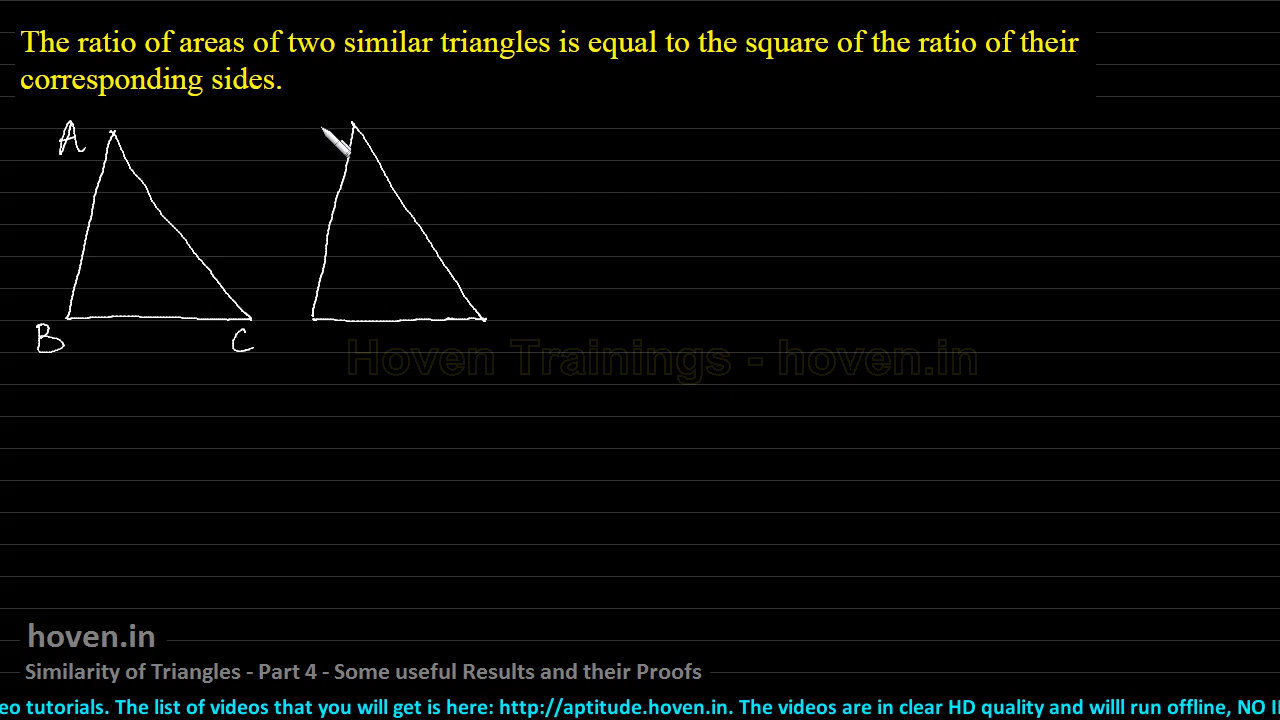 The ratio of areas of two similar triangles is equal to the square of the ratio of their
corresponding sides.
A
B
C
Hoven Trainings - hoven.in
hoven.in
Similarity of Triangles - Part 4 - Some useful Results and their Proofs
eo tutorials. The list of videos that you will get is here: http://aptitude.hoven.in. The videos are in clear HD quality and willl run offline, NO I